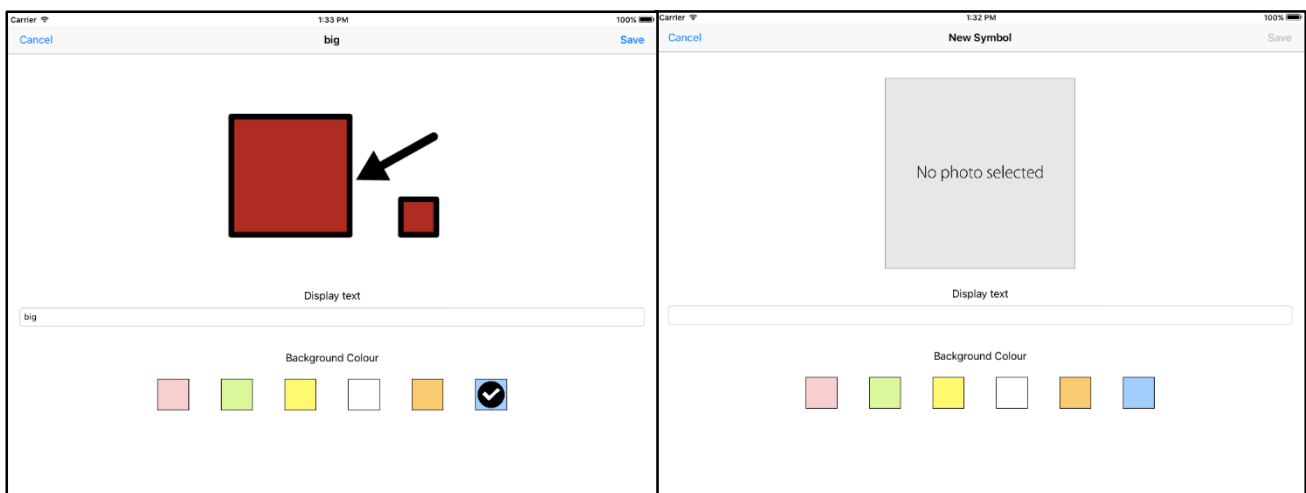 Carrier 1:33 PM 100%
Cancel big Save
Display text
big
Background Colour
Carrier 1:32 PM 100%
Cancel New Symbol Save
No photo selected
Display text
Background Colour